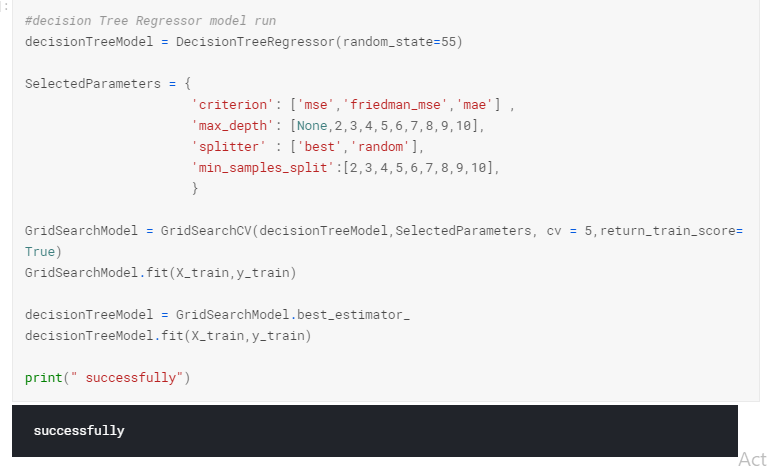 ]:
#decision Tree Regressor model run
decisionTreeModel = DecisionTreeRegressor(random_state=55)
SelectedParameters = {
'criterion': ['mse','friedman_mse','mae'] ,
'max_depth': [None,2,3,4,5,6,7,8,9,10],
'splitter' : ['best','random'],
'min_samples_split':[2,3,4,5,6,7,8,9,10],
}
GridSearchModel = GridSearchCV(decisionTreeModel,SelectedParameters, cv = 5,return_train_score=
True)
GridSearchModel.fit(X_train,y_train)
decisionTreeModel = GridSearchModel.best_estimator_
decisionTreeModel.fit(X_train,y_train)
print(" successfully")
successfully
Act